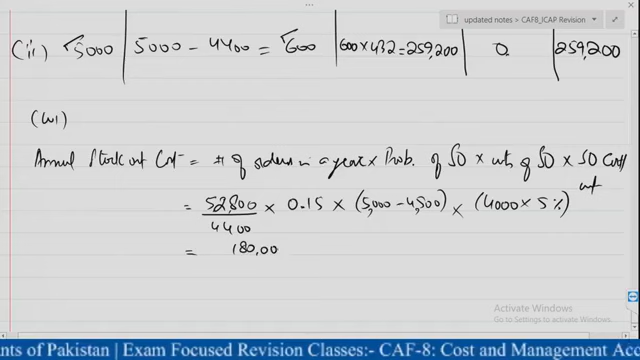 updated notes > CAF8_ICAP Revision
(ii) 5000 | 5000 - 4400 = 600 | 600 x 432 = 259,200 | 0. | 259,200
(W1)
Annual Stock out Cost = # of orders in a year x Prob. of SO x units of SO x SO Cost/
unit
= 52,800 x 0.15 x (5,000 - 4,500) x (4000 x 5%)
4400
= 180,00
Activate Windows
Go to Settings to activate Windows.
nts of Pakistan | Exam Focused Revision Classes:- CAF-8: Cost and Management Acc